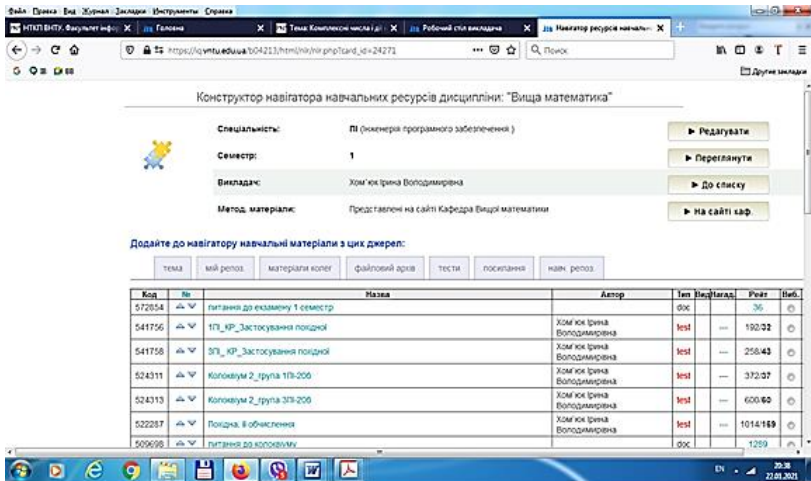 Файл Правка Вид Журнал Закладки Инструменты Справка
НТКП ВНТУ. Факультет інфор X Головна X Тема: Комплексні числа і ді X Робочий стіл викладача X Навігатор ресурсів навчальн X
https://iq.vntu.edu.ua/b04213/html/nir/nir.php?card_id=24271 Поиск
Другие закладки
Конструктор навігатора навчальних ресурсів дисципліни: "Вища математика"
Спеціальність: ПІ (Інженерія програмного забезпечення ) Редагувати
Семестр: 1 Переглянути
Викладач: Хом'юк Ірина Володимирівна До списку
Метод. матеріали: Представлені на сайті Кафедра Вищої математики На сайті каф.
Додайте до навігатору навчальні матеріали з цих джерел:
тема мій репоз. матеріали колег файловий архів тести посилання навч. репоз.
Код № Назва Автор Тип Вид Нагад. Рейт Веб.
572854 питання до екзамену 1 семестр doc 36
541756 1ПІ_КР_Застосування похідної Хом'юк Ірина Володимирівна test --- 192/32
541758 3ПІ_ КР_Застосування похідної Хом'юк Ірина Володимирівна test --- 258/43
524311 Колоквіум 2_група 1ПІ-20б Хом'юк Ірина Володимирівна test --- 372/37
524313 Колоквіум 2_група 3ПІ-20б Хом'юк Ірина Володимирівна test --- 600/60
522287 Похідна. Її обчислення Хом'юк Ірина Володимирівна test --- 1014/169
509698 питання до колоквіуму doc 1289
EN 20:38
22.01.2021